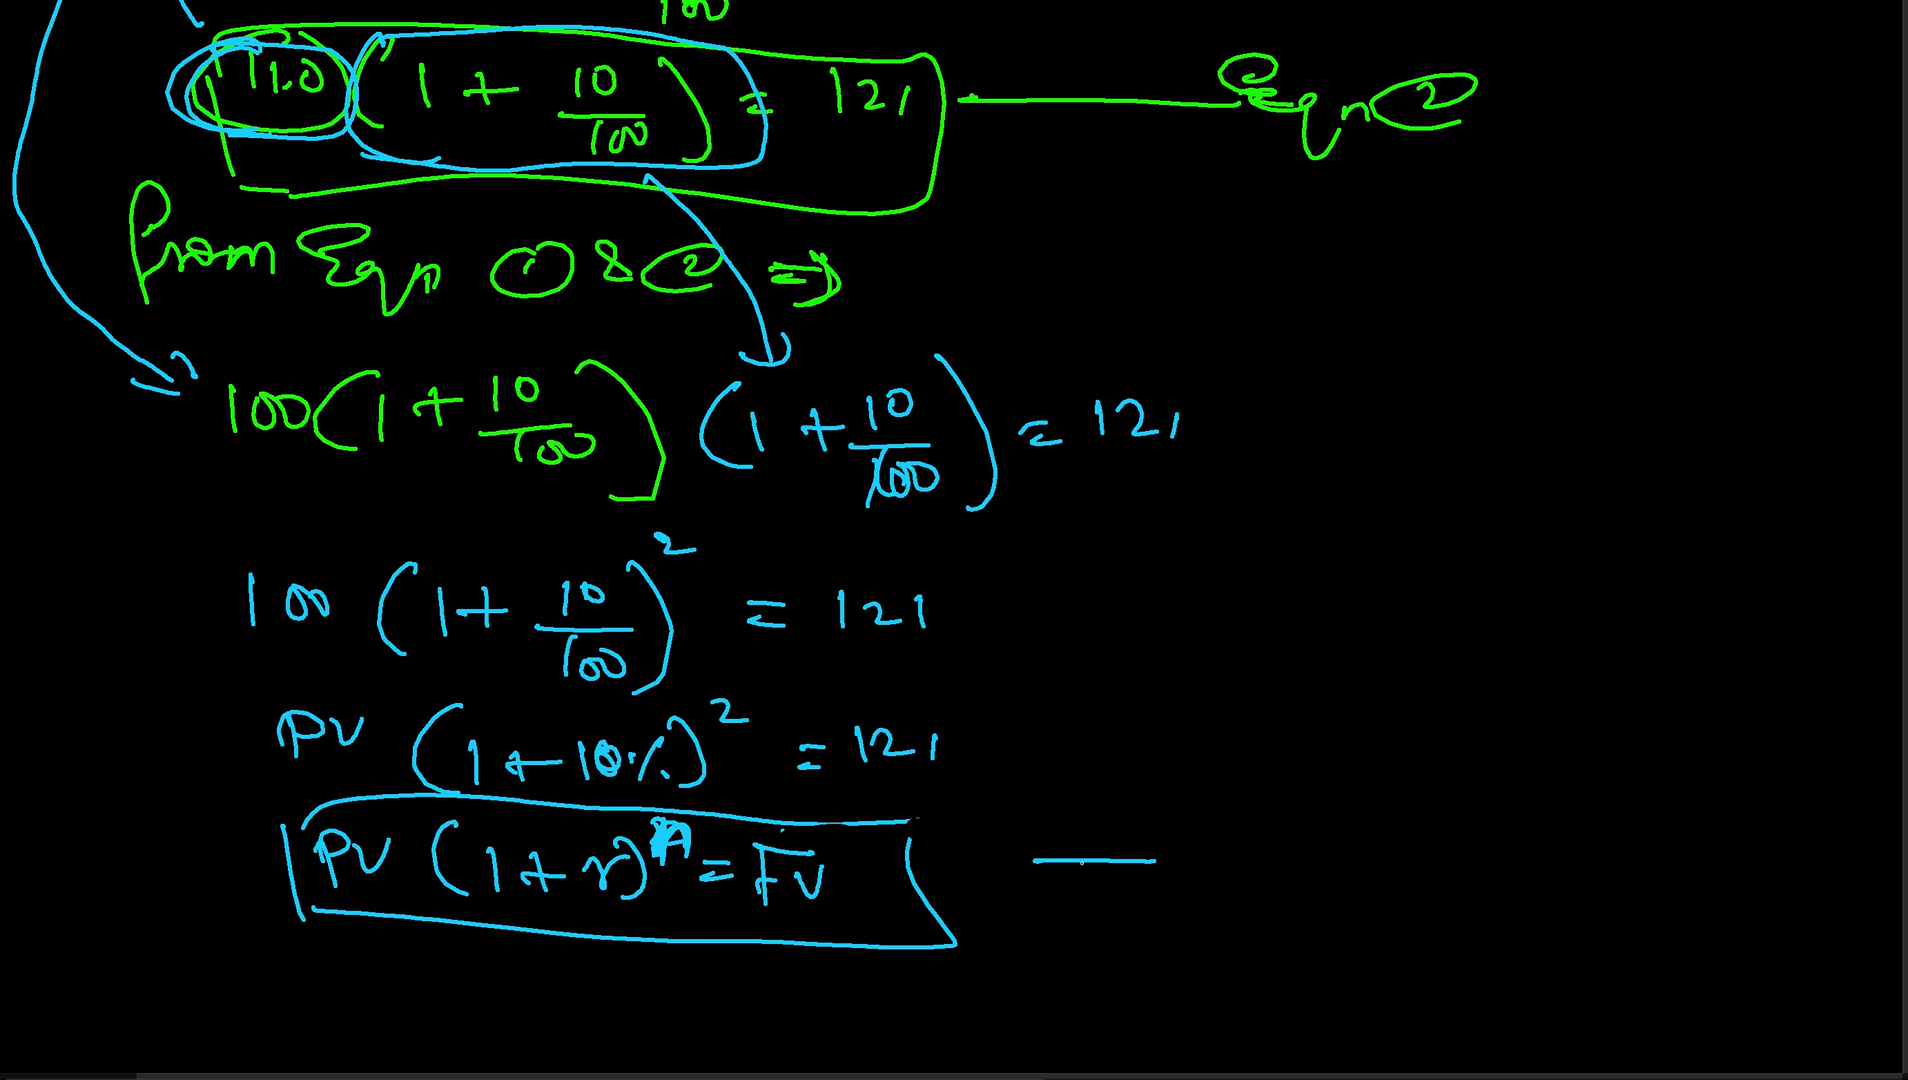 100
110 (1 + 10/100) = 121 Eqn 2
From Eqn 1 & 2 ⇒
100(1 + 10/100) (1 + 10/100) = 121
100 (1 + 10/100)² = 121
PV (1 + 10%)² = 121
PV (1 + r)ⁿ = FV